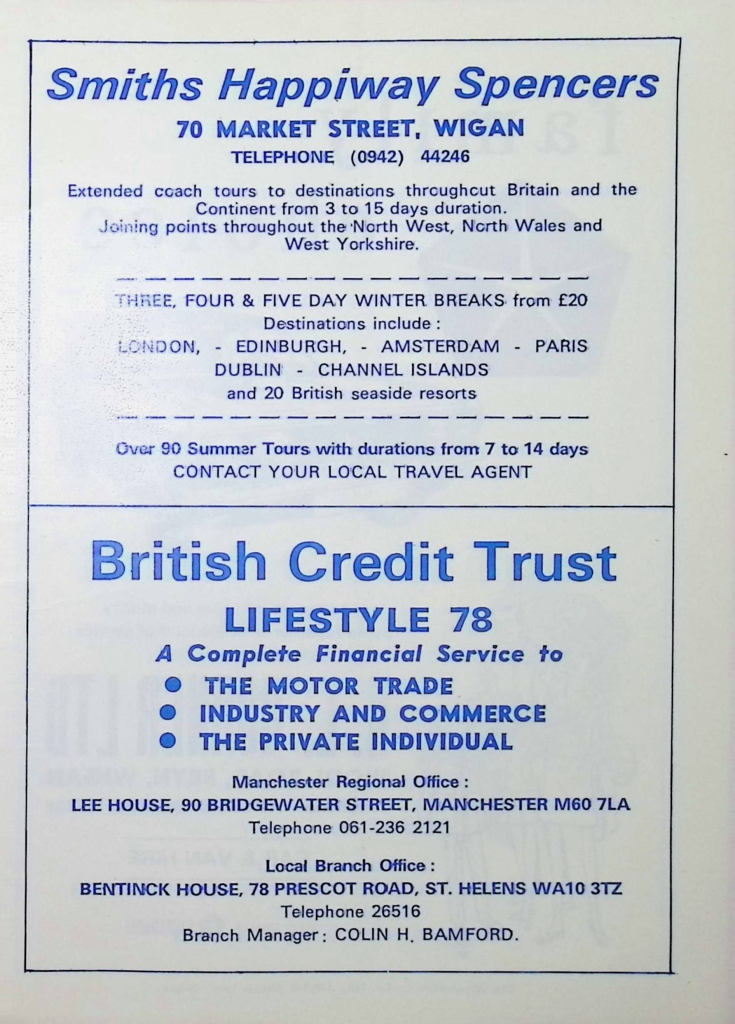 Smiths Happiway Spencers
70 MARKET STREET, WIGAN
TELEPHONE (0942) 44246
Extended coach tours to destinations throughout Britain and the
Continent from 3 to 15 days duration.
Joining points throughout the North West, North Wales and
West Yorkshire.
THREE, FOUR & FIVE DAY WINTER BREAKS from £20
Destinations include :
LONDON, - EDINBURGH, - AMSTERDAM - PARIS
DUBLIN - CHANNEL ISLANDS
and 20 British seaside resorts
Over 90 Summer Tours with durations from 7 to 14 days
CONTACT YOUR LOCAL TRAVEL AGENT
British Credit Trust
LIFESTYLE 78
A Complete Financial Service to
● THE MOTOR TRADE
● INDUSTRY AND COMMERCE
● THE PRIVATE INDIVIDUAL
Manchester Regional Office :
LEE HOUSE, 90 BRIDGEWATER STREET, MANCHESTER M60 7LA
Telephone 061-236 2121
Local Branch Office :
BENTINCK HOUSE, 78 PRESCOT ROAD, ST. HELENS WA10 3TZ
Telephone 26516
Branch Manager : COLIN H. BAMFORD.